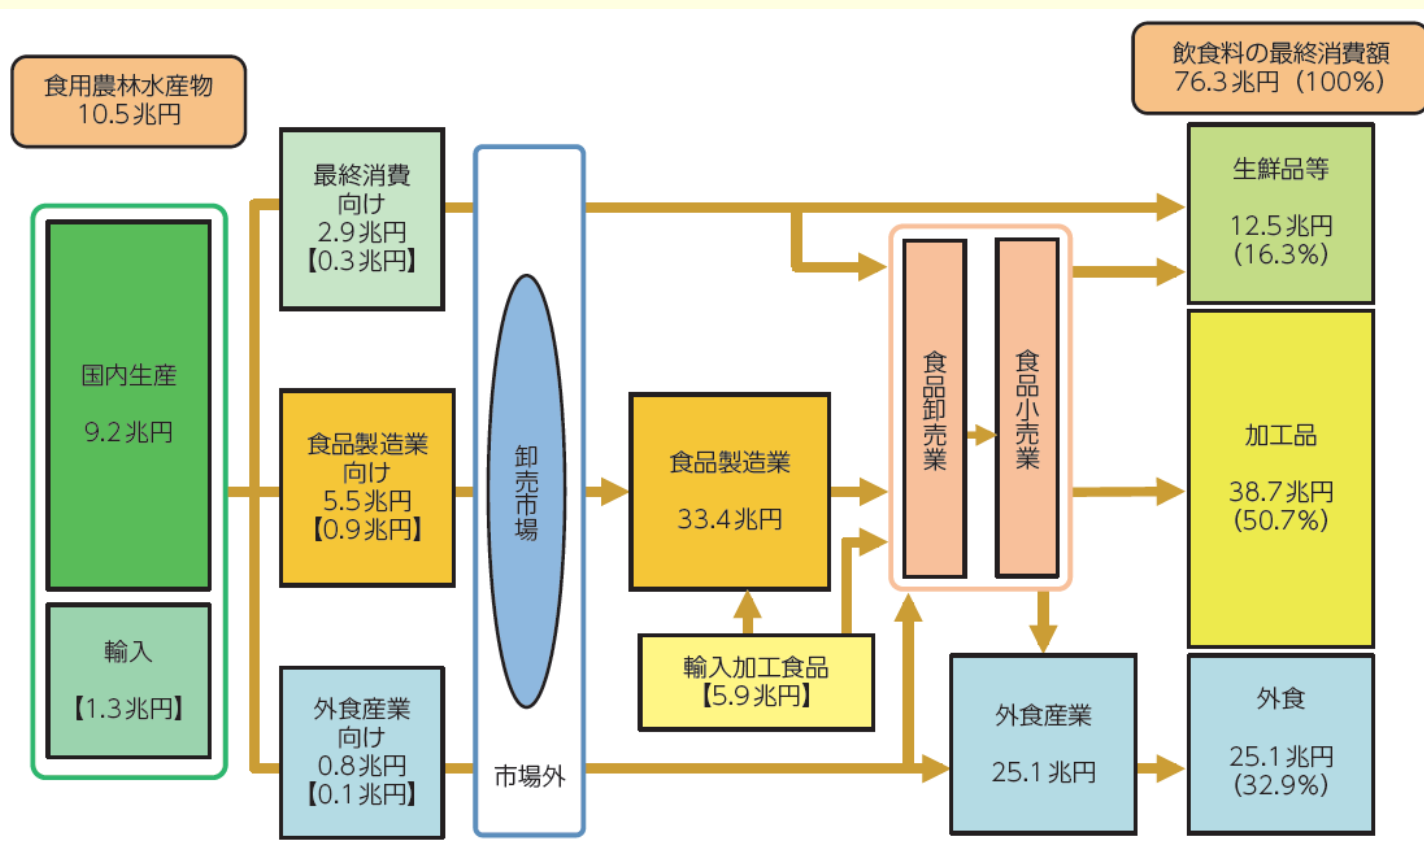 食用農林水産物
10.5兆円
飲食料の最終消費額
76.3兆円（100%）
国内生産
9.2兆円
輸入
【1.3兆円】
最終消費
向け
2.9兆円
【0.3兆円】
食品製造業
向け
5.5兆円
【0.9兆円】
外食産業
向け
0.8兆円
【0.1兆円】
卸売市場
市場外
食品製造業
33.4兆円
輸入加工食品
【5.9兆円】
食品卸売業
食品小売業
外食産業
25.1兆円
生鮮品等
12.5兆円
(16.3%)
加工品
38.7兆円
(50.7%)
外食
25.1兆円
(32.9%)